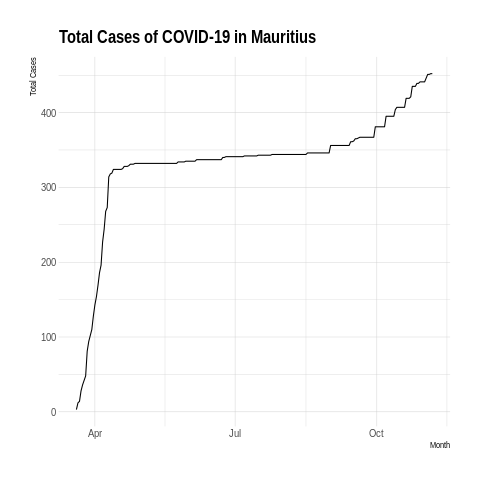 Total Cases of COVID-19 in Mauritius
Total Cases
400
300
200
100
0
Apr
Jul
Oct
Month